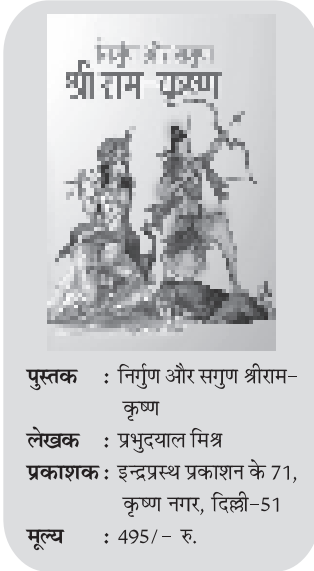 निर्गुण और सगुण
श्रीराम कृष्ण
पुस्तक : निर्गुण और सगुण श्रीराम-
कृष्ण
लेखक : प्रभुदयाल मिश्र
प्रकाशक : इन्द्रप्रस्थ प्रकाशन के 71,
कृष्ण नगर, दिल्ली-51
मूल्य : 495/- रु.